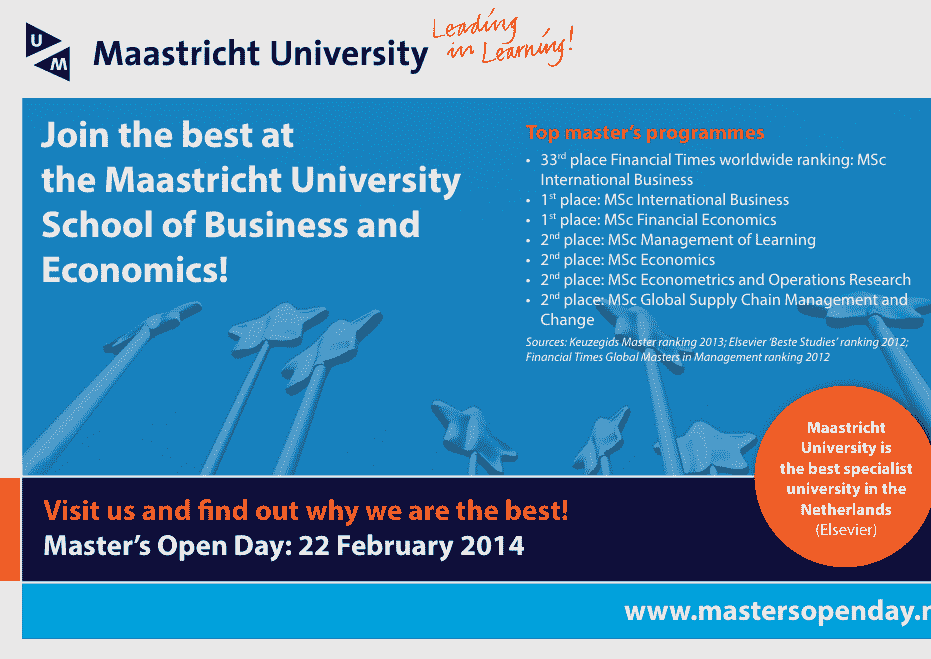 U
M
Maastricht University
Leading
in Learning!
Join the best at
the Maastricht University
School of Business and
Economics!
Top master's programmes
• 33rd place Financial Times worldwide ranking: MSc
International Business
• 1st place: MSc International Business
• 1st place: MSc Financial Economics
• 2nd place: MSc Management of Learning
• 2nd place: MSc Economics
• 2nd place: MSc Econometrics and Operations Research
• 2nd place: MSc Global Supply Chain Management and
Change
Sources: Keuzegids Master ranking 2013; Elsevier 'Beste Studies' ranking 2012;
Financial Times Global Masters in Management ranking 2012
Maastricht
University is
the best specialist
university in the
Netherlands
(Elsevier)
Visit us and find out why we are the best!
Master's Open Day: 22 February 2014
www.mastersopenday.